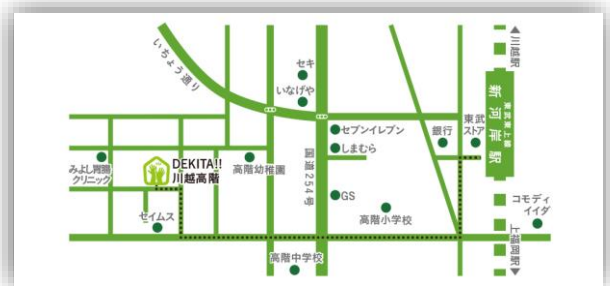 ▲川越駅
いちょう通り
セキ
いなげや
東武東上線
新河岸駅
セブンイレブン
しまむら
銀行
東武
ストア
みよし胃腸
クリニック
DEKITA!!
川越高階
高階幼稚園
国道254号
GS
高階小学校
コモディ
イイダ
セイムス
高階中学校
上福岡駅▼